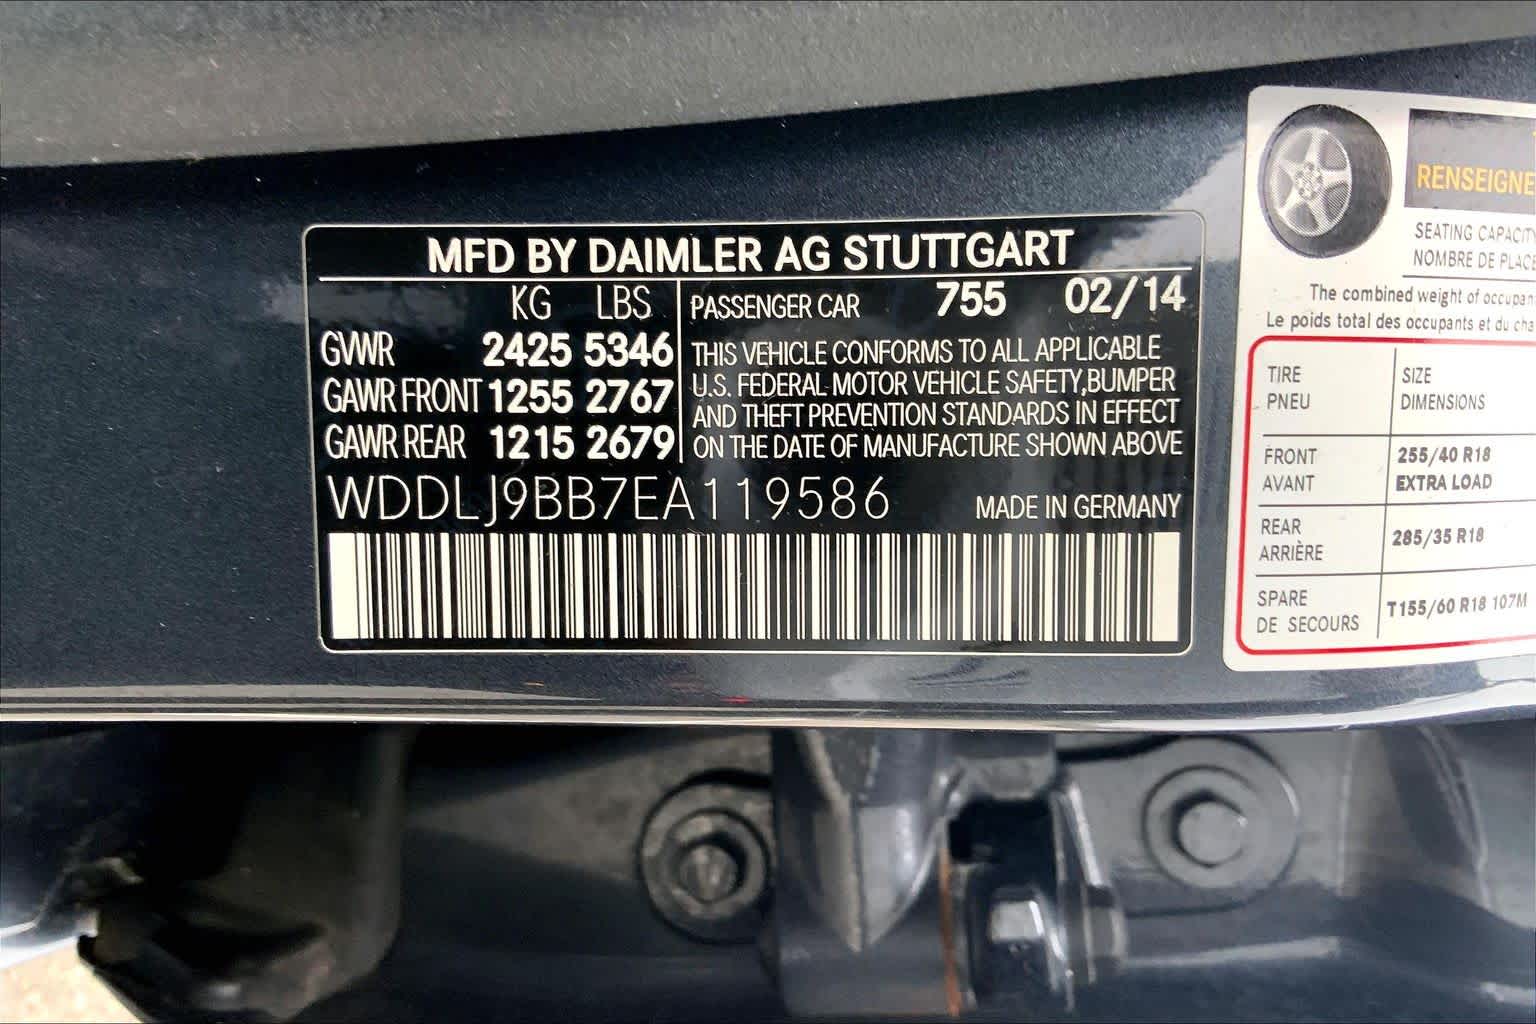 MFD BY DAIMLER AG STUTTGART
KG LBS
GVWR 2425 5346
GAWR FRONT 1255 2767
GAWR REAR 1215 2679
PASSENGER CAR 755 02/14
THIS VEHICLE CONFORMS TO ALL APPLICABLE
U.S. FEDERAL MOTOR VEHICLE SAFETY,BUMPER
AND THEFT PREVENTION STANDARDS IN EFFECT
ON THE DATE OF MANUFACTURE SHOWN ABOVE
WDDLJ9BB7EA119586 MADE IN GERMANY
RENSEIGNE
SEATING CAPACITY
NOMBRE DE PLACE
The combined weight of occupan
Le poids total des occupants et du cha
TIRE SIZE
PNEU DIMENSIONS
FRONT 255/40 R18
AVANT EXTRA LOAD
REAR 285/35 R18
ARRIÈRE
SPARE T155/60 R18 107M
DE SECOURS